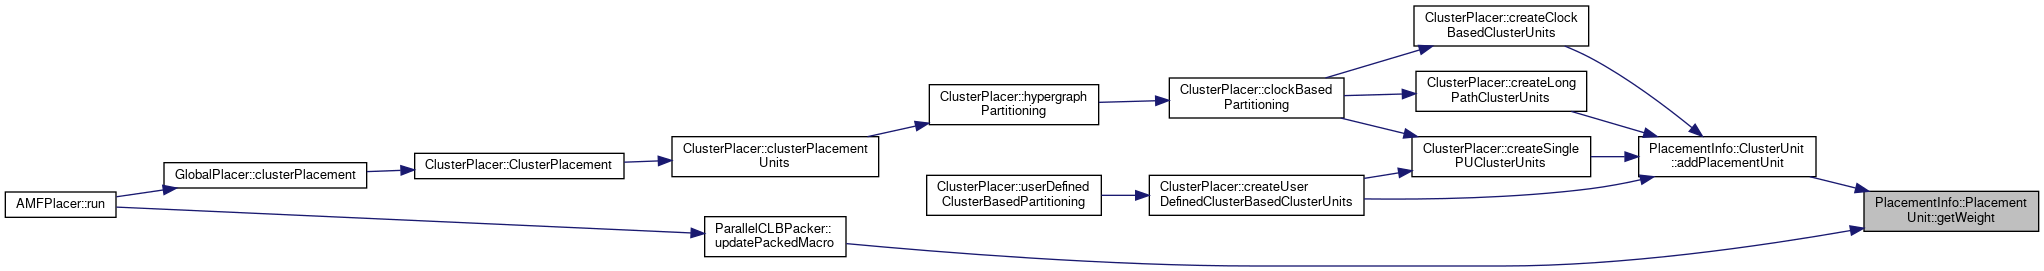 ClusterPlacer::createClock
BasedClusterUnits
ClusterPlacer::createLong
PathClusterUnits
ClusterPlacer::clockBased
Partitioning
ClusterPlacer::hypergraph
Partitioning
ClusterPlacer::clusterPlacement
Units
ClusterPlacer::ClusterPlacement
GlobalPlacer::clusterPlacement
AMFPlacer::run
ClusterPlacer::createSingle
PUClusterUnits
PlacementInfo::ClusterUnit
::addPlacementUnit
ClusterPlacer::userDefined
ClusterBasedPartitioning
ClusterPlacer::createUser
DefinedClusterBasedClusterUnits
PlacementInfo::Placement
Unit::getWeight
ParallelCLBPacker::
updatePackedMacro